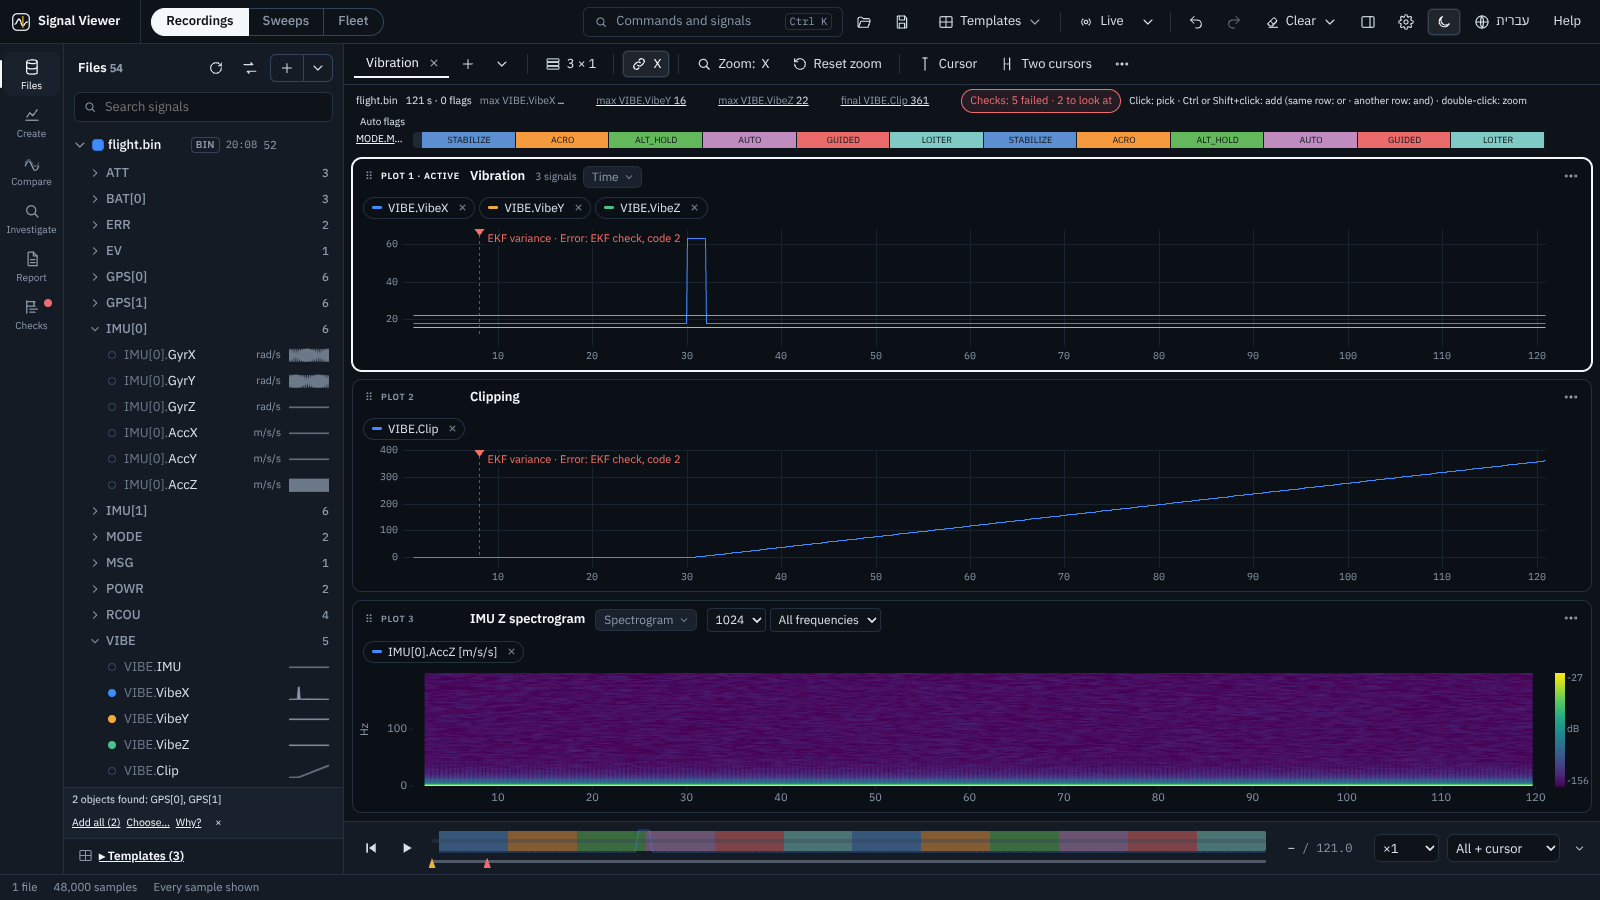 Signal Viewer
Recordings Sweeps Fleet
Commands and signals Ctrl K
Templates
Live
Clear
עברית
Help
Files
Create
Compare
Investigate
Report
Checks
Files 54
Search signals
flight.bin BIN 20:08 52
ATT 3
BAT[0] 3
ERR 2
EV 1
GPS[0] 6
GPS[1] 6
IMU[0] 6
IMU[0].GyrX rad/s
IMU[0].GyrY rad/s
IMU[0].GyrZ rad/s
IMU[0].AccX m/s/s
IMU[0].AccY m/s/s
IMU[0].AccZ m/s/s
IMU[1] 6
MODE 2
MSG 1
POWR 2
RCOU 4
VIBE 5
VIBE.IMU
VIBE.VibeX
VIBE.VibeY
VIBE.VibeZ
VIBE.Clip
2 objects found: GPS[0], GPS[1]
Add all (2) Choose... Why? ×
▸ Templates (3)
Vibration × +
3 × 1
X
Zoom: X
Reset zoom
Cursor
Two cursors
flight.bin 121 s · 0 flags max VIBE.VibeX … max VIBE.VibeY 16 max VIBE.VibeZ 22 final VIBE.Clip 361 Checks: 5 failed · 2 to look at Click: pick · Ctrl or Shift+click: add (same row: or · another row: and) · double-click: zoom
Auto flags
MODE.M... STABILIZE ACRO ALT_HOLD AUTO GUIDED LOITER STABILIZE ACRO ALT_HOLD AUTO GUIDED LOITER
PLOT 1 · ACTIVE Vibration 3 signals Time
VIBE.VibeX × VIBE.VibeY × VIBE.VibeZ ×
EKF variance · Error: EKF check, code 2
60
40
20
10 20 30 40 50 60 70 80 90 100 110 120
PLOT 2 Clipping
VIBE.Clip ×
EKF variance · Error: EKF check, code 2
400
300
200
100
0
10 20 30 40 50 60 70 80 90 100 110 120
PLOT 3 IMU Z spectrogram Spectrogram 1024 All frequencies
IMU[0].AccZ [m/s/s] ×
Hz
100
0
-27
dB
-156
10 20 30 40 50 60 70 80 90 100 110 120
– / 121.0 ×1 All + cursor
1 file 48,000 samples Every sample shown